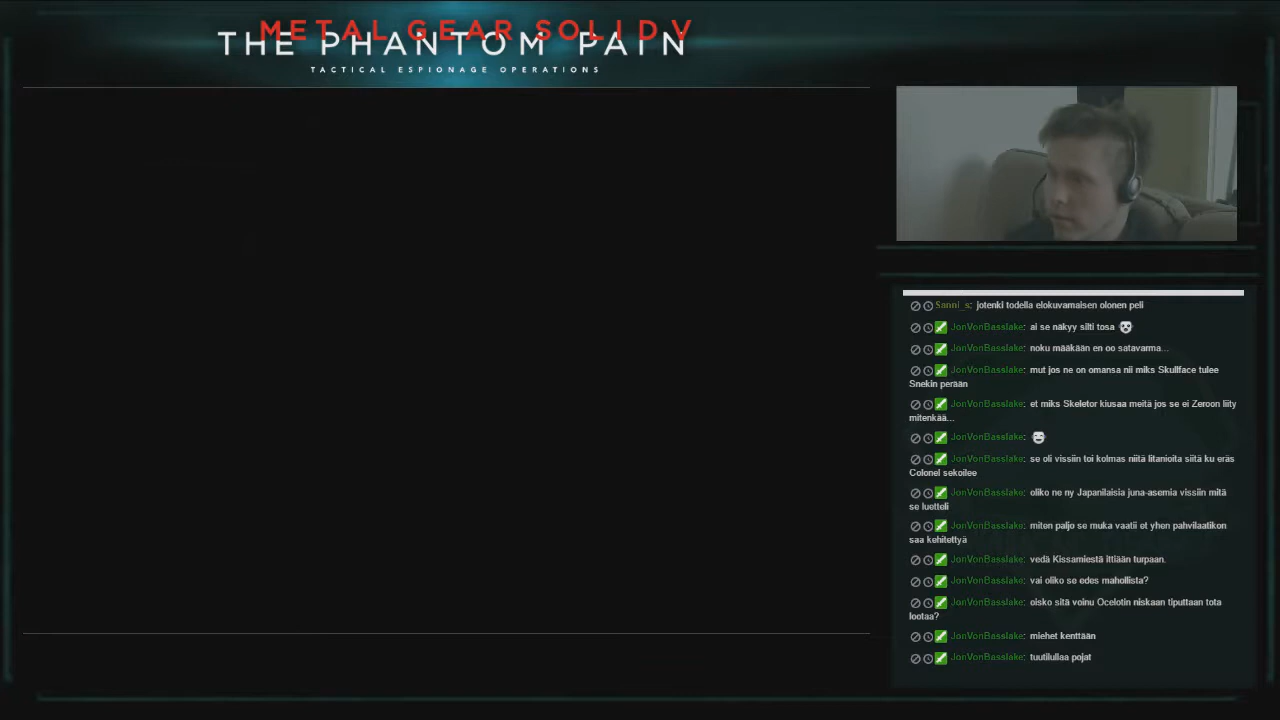 METAL GEAR SOLID V
THE PHANTOM PAIN
TACTICAL ESPIONAGE OPERATIONS
Sanni_s: jotenki todella elokuvamaisen olonen peli
JonVonBasslake: ai se näkyy silti tosa
JonVonBasslake: noku määkään en oo satavarma...
JonVonBasslake: mut jos ne on omansa nii miks Skullface tulee
Snekin perään
JonVonBasslake: et miks Skeletor kiusaa meitä jos se ei Zeroon liity
mitenkää...
JonVonBasslake:
JonVonBasslake: se oli vissiin toi kolmas niitä litanioita siitä ku eräs
Colonel sekoilee
JonVonBasslake: oliko ne ny Japanilaisia juna-asemia vissiin mitä
se luetteli
JonVonBasslake: miten paljo se muka vaatii et yhen pahvilaatikon
saa kehitettyä
JonVonBasslake: vedä Kissamiestä ittiään turpaan.
JonVonBasslake: vai oliko se edes mahollista?
JonVonBasslake: oisko sitä voinu Ocelotin niskaan tiputtaan tota
lootaa?
JonVonBasslake: miehet kenttään
JonVonBasslake: tuutilullaa pojat